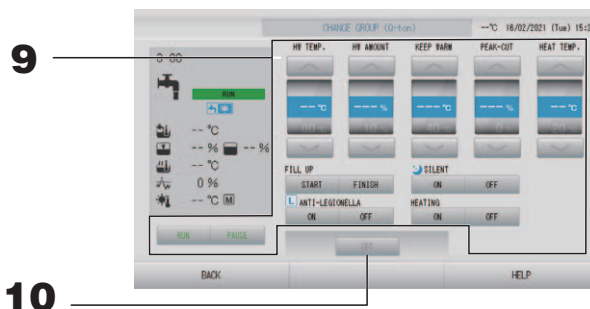 CHANGE GROUP (Q-ton) --°C 16/02/2021 (Tue) 15:2
9
3-00
HW TEMP. HW AMOUNT KEEP WARM PEAK-CUT HEAT TEMP.
RUN
---°C ---% ---°C ---% --°C
-- °C
-- % -- %
-- °C
0 %
-- °C M
FILL UP SILENT
START FINISH ON OFF
L ANTI-LEGIONELLA HEATING
ON OFF ON OFF
RUN PAUSE
SET
BACK HELP
10